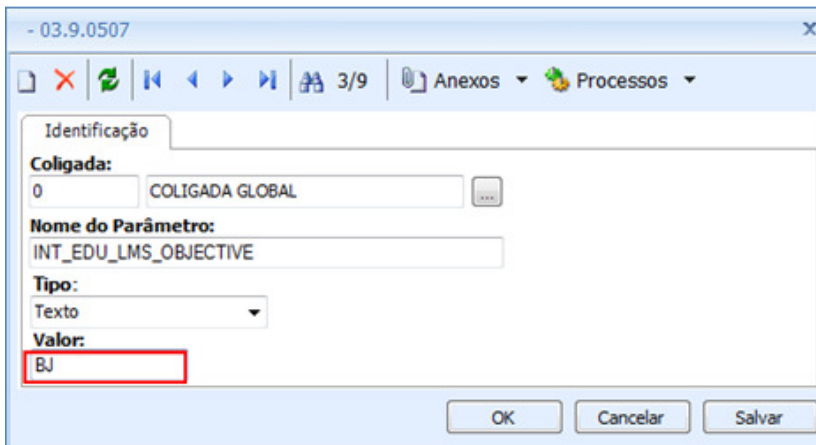 - 03.9.0507
3/9 Anexos Processos
Identificação
Coligada:
0 COLIGADA GLOBAL ...
Nome do Parâmetro:
INT_EDU_LMS_OBJECTIVE
Tipo:
Texto
Valor:
BJ
OK Cancelar Salvar